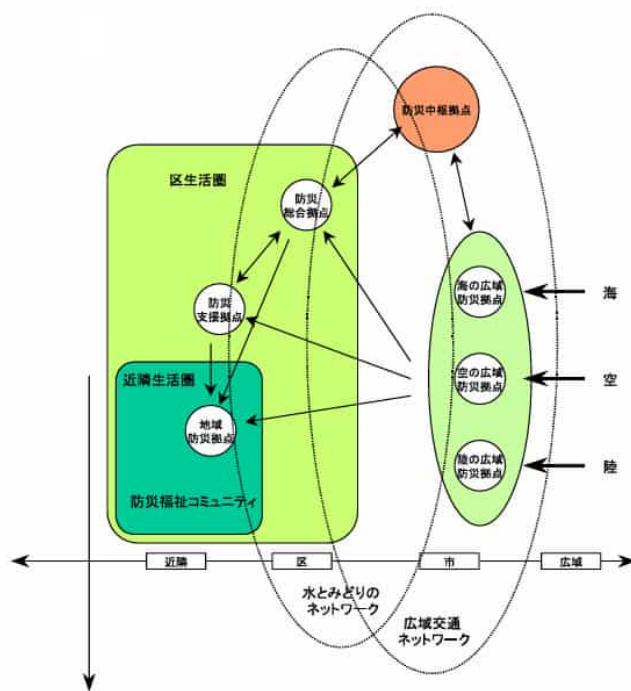 防災中枢拠点
区生活圏
防災
総合拠点
海の広域
防災拠点
海
防災
支援拠点
近隣生活圏
空の広域
防災拠点
空
地域
防災拠点
陸の広域
防災拠点
陸
防災福祉コミュニティ
近隣
区
市
広域
水とみどりの
ネットワーク
広域交通
ネットワーク